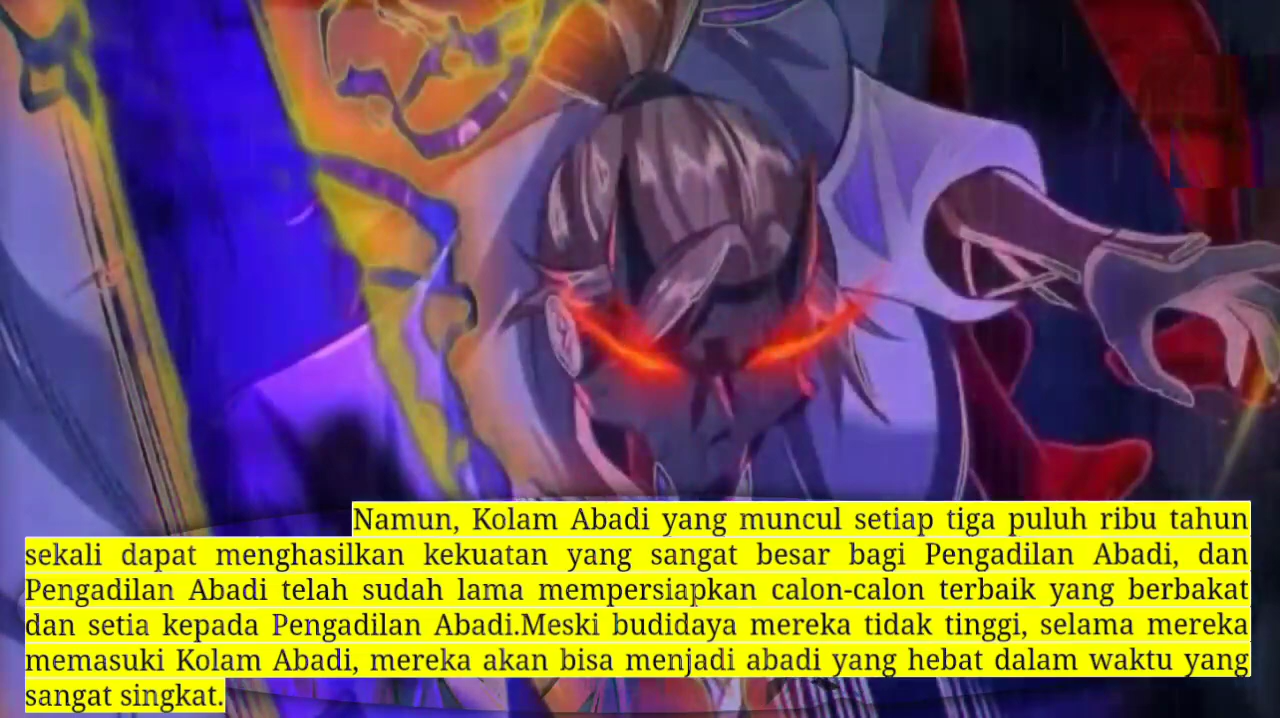 Namun, Kolam Abadi yang muncul setiap tiga puluh ribu tahun
sekali dapat menghasilkan kekuatan yang sangat besar bagi Pengadilan Abadi, dan
Pengadilan Abadi telah sudah lama mempersiapkan calon-calon terbaik yang berbakat
dan setia kepada Pengadilan Abadi.Meski budidaya mereka tidak tinggi, selama mereka
memasuki Kolam Abadi, mereka akan bisa menjadi abadi yang hebat dalam waktu yang
sangat singkat.